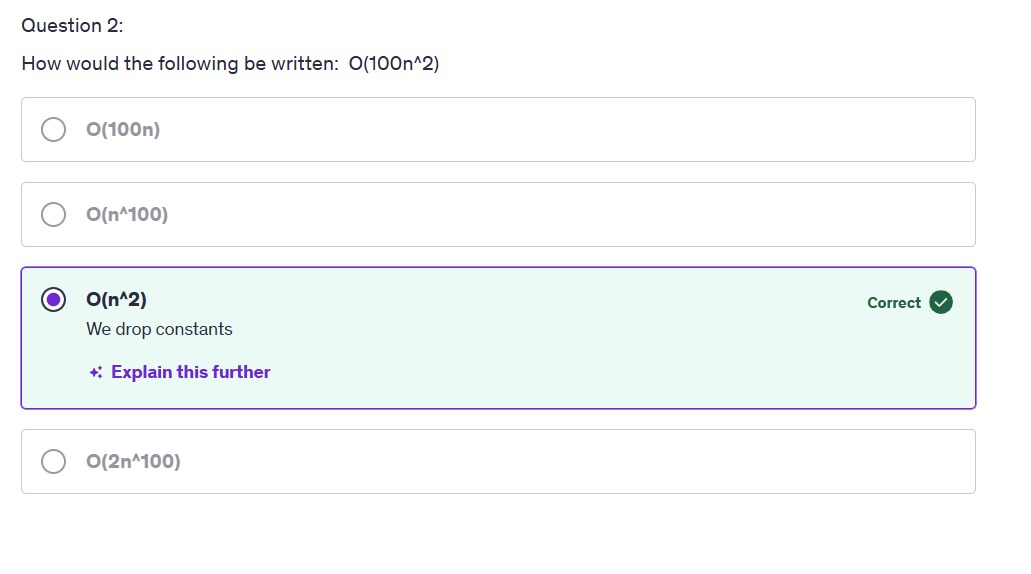 Question 2:
How would the following be written:  O(100n^2)
O(100n)
O(n^100)
O(n^2)
Correct
We drop constants
Explain this further
O(2n^100)